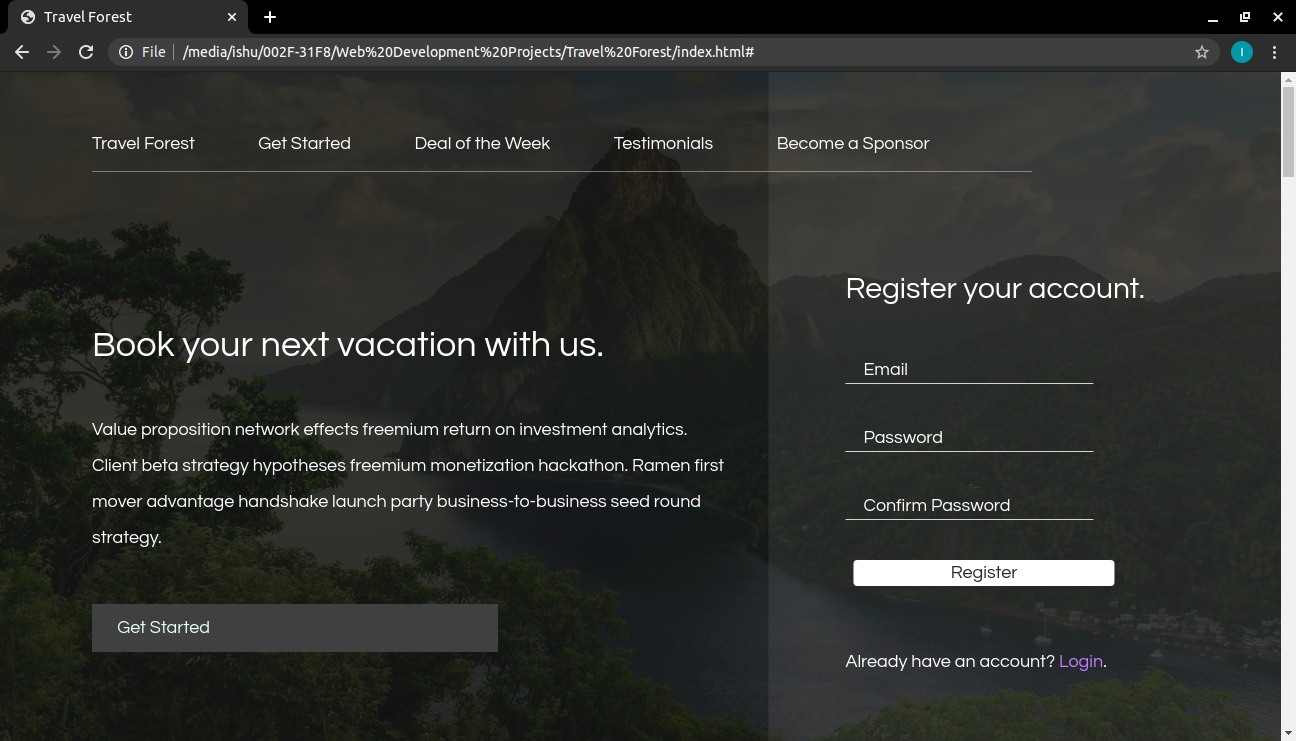 Travel Forest
File
/media/ishu/002F-31F8/Web%20Development%20Projects/Travel%20Forest/index.html#
I
Travel Forest
Get Started
Deal of the Week
Testimonials
Become a Sponsor
Book your next vacation with us.
Value proposition network effects freemium return on investment analytics.
Client beta strategy hypotheses freemium monetization hackathon. Ramen first
mover advantage handshake launch party business-to-business seed round
strategy.
Get Started
Register your account.
Email
Password
Confirm Password
Register
Already have an account? Login.